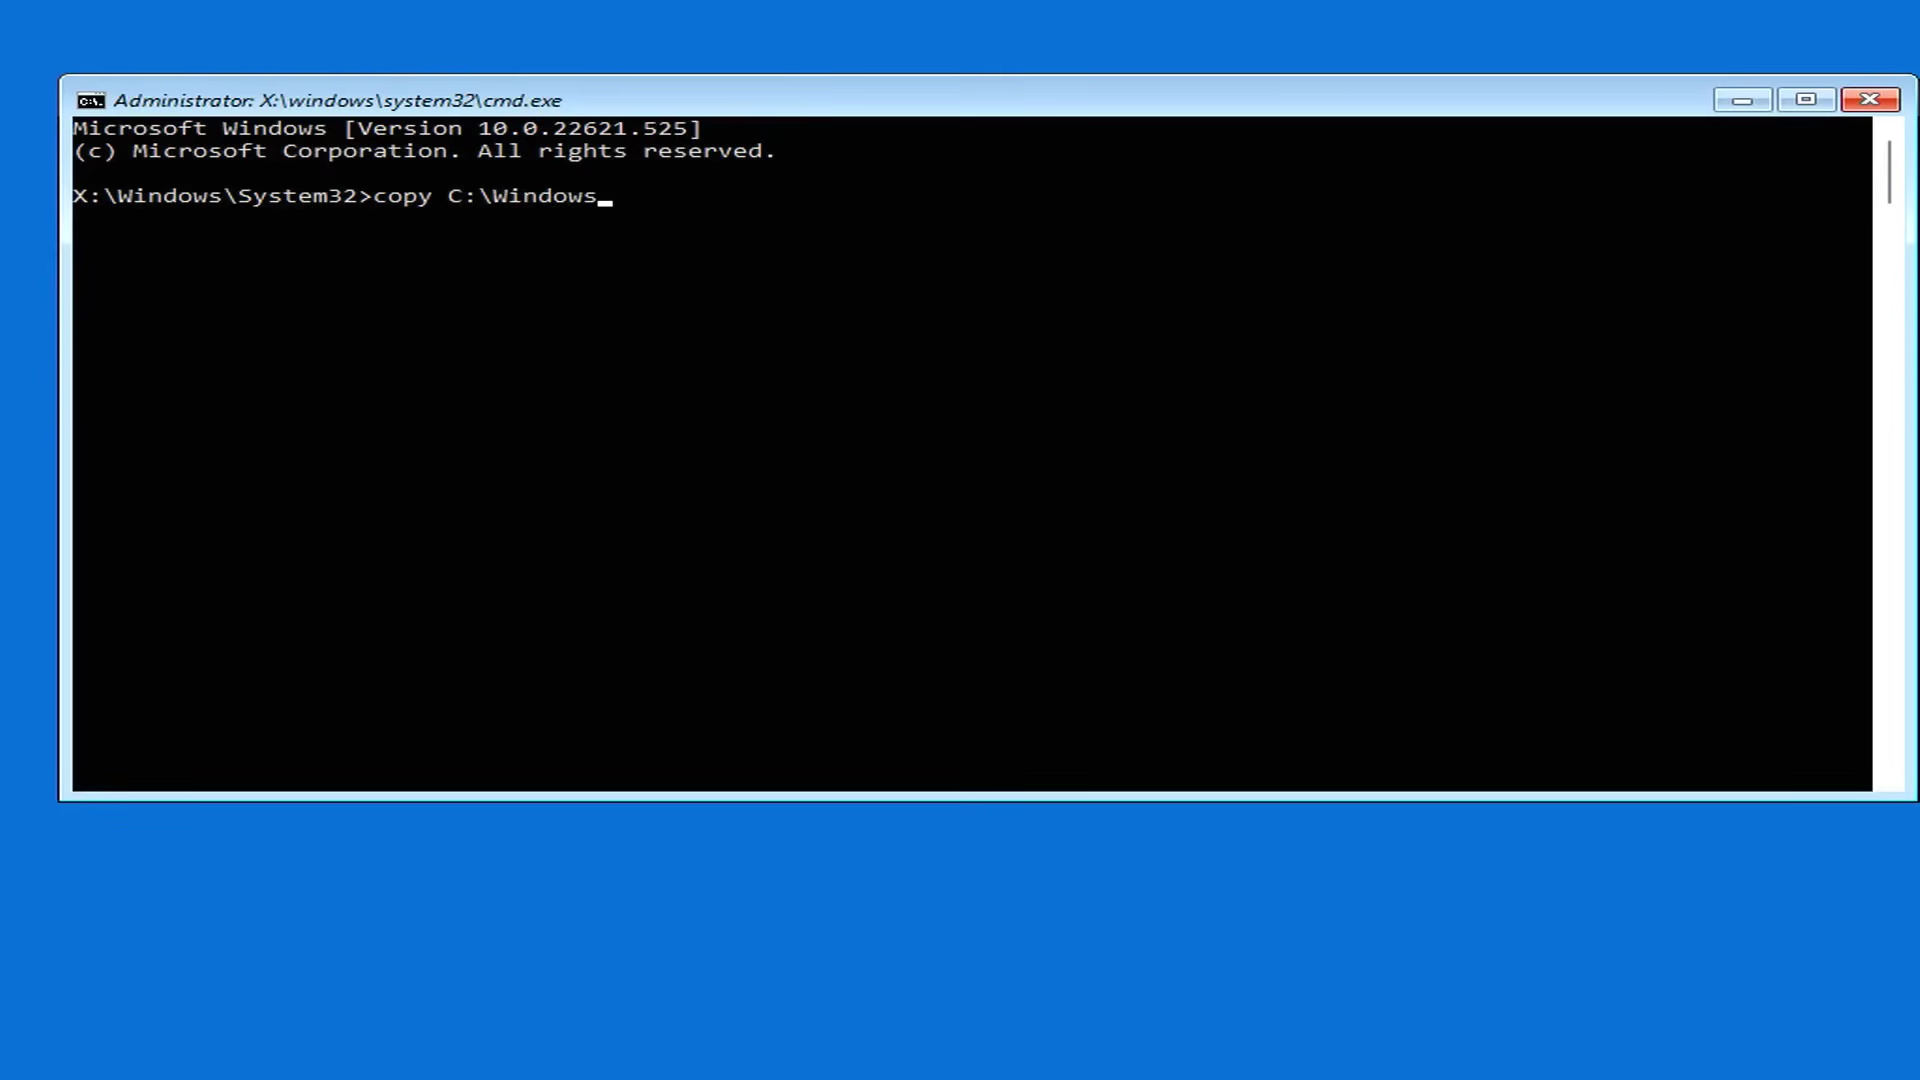 Administrator: X:\windows\system32\cmd.exe
Microsoft Windows [Version 10.0.22621.525]
(c) Microsoft Corporation. All rights reserved.
X:\Windows\System32>copy C:\Windows